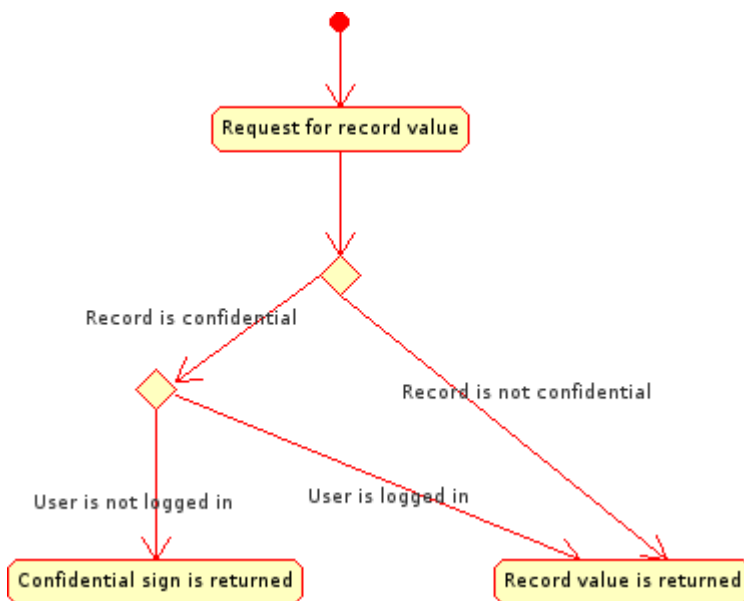 Request for record value
Record is confidential
Record is not confidential
User is not logged in
User is logged in
Confidential sign is returned
Record value is returned